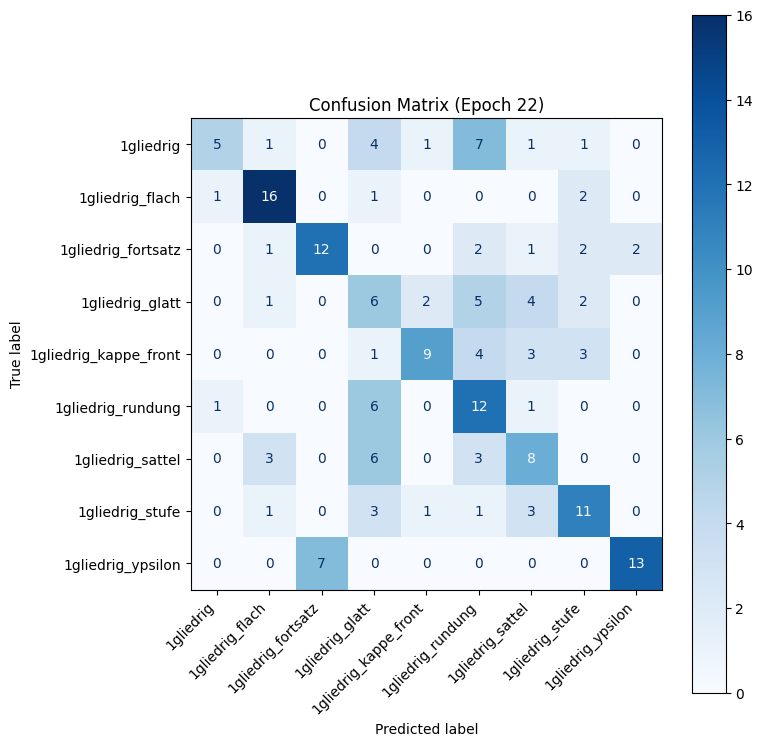 Confusion Matrix (Epoch 22)
True label
1gliedrig 5 1 0 4 1 7 1 1 0
1gliedrig_flach 1 16 0 1 0 0 0 2 0
1gliedrig_fortsatz 0 1 12 0 0 2 1 2 2
1gliedrig_glatt 0 1 0 6 2 5 4 2 0
1gliedrig_kappe_front 0 0 0 1 9 4 3 3 0
1gliedrig_rundung 1 0 0 6 0 12 1 0 0
1gliedrig_sattel 0 3 0 6 0 3 8 0 0
1gliedrig_stufe 0 1 0 3 1 1 3 11 0
1gliedrig_ypsilon 0 0 7 0 0 0 0 0 13
1gliedrig
1gliedrig_flach
1gliedrig_fortsatz
1gliedrig_glatt
1gliedrig_kappe_front
1gliedrig_rundung
1gliedrig_sattel
1gliedrig_stufe
1gliedrig_ypsilon
Predicted label
16
14
12
10
8
6
4
2
0